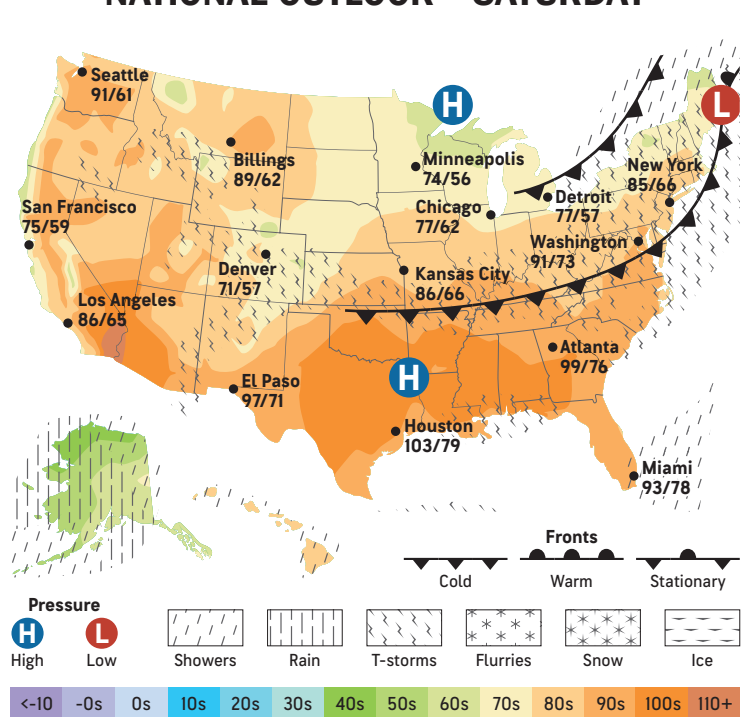 NATIONAL OUTLOOK – SATURDAY
Seattle
91/61
H
L
Billings
89/62
Minneapolis
74/56
New York
85/66
San Francisco
75/59
Chicago
77/62
Detroit
77/57
Washington
91/73
Denver
71/57
Kansas City
86/66
Los Angeles
86/65
Atlanta
99/76
El Paso
97/71
H
Houston
103/79
Miami
93/78
Fronts
Cold Warm Stationary
Pressure
H L
High Low Showers Rain T-storms Flurries Snow Ice
<-10 -0s 0s 10s 20s 30s 40s 50s 60s 70s 80s 90s 100s 110+